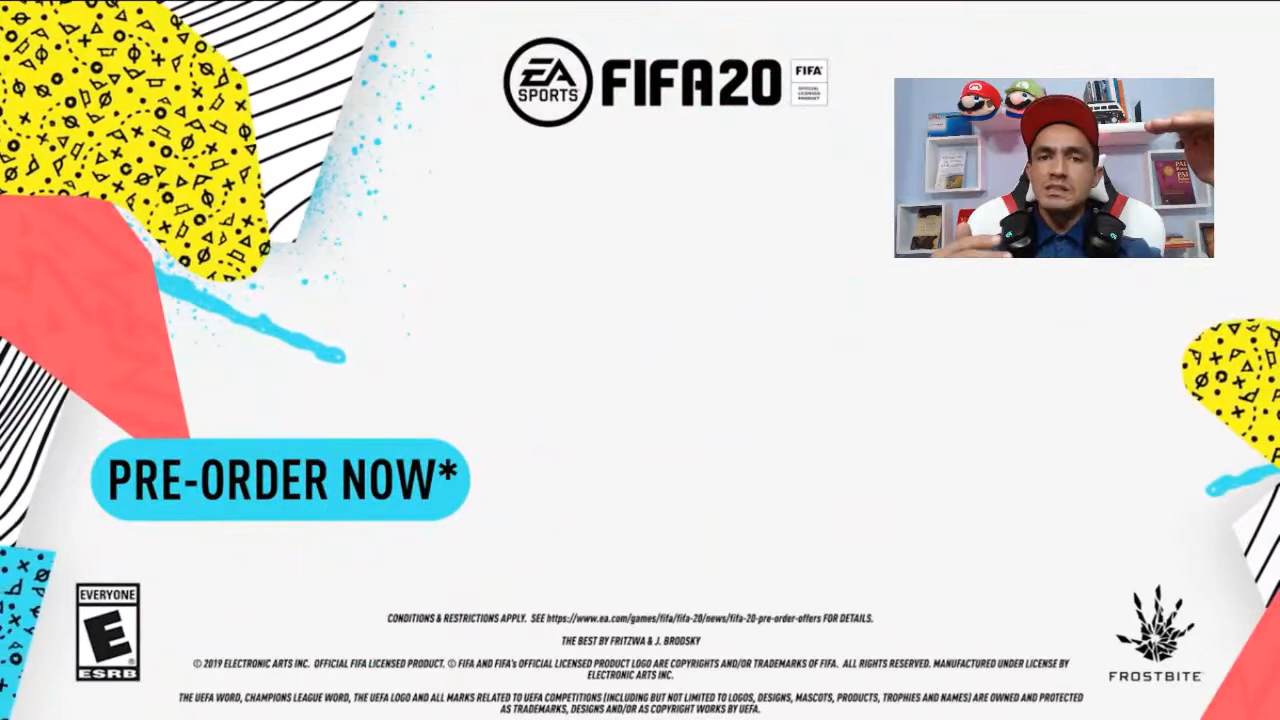 EA
SPORTS
FIFA20
FIFA
OFFICIAL
LICENSED
PRODUCT
PRE-ORDER NOW*
EVERYONE
E
ESRB
CONDITIONS & RESTRICTIONS APPLY. SEE https://www.ea.com/games/fifa/fifa-20/news/fifa-20-pre-order-offers FOR DETAILS.
THE BEST BY FRITZWA & J. BRODSKY
© 2019 ELECTRONIC ARTS INC. OFFICIAL FIFA LICENSED PRODUCT. © FIFA AND FIFA's OFFICIAL LICENSED PRODUCT LOGO ARE COPYRIGHTS AND/OR TRADEMARKS OF FIFA. ALL RIGHTS RESERVED. MANUFACTURED UNDER LICENSE BY
ELECTRONIC ARTS INC.
THE UEFA WORD, CHAMPIONS LEAGUE WORD, THE UEFA LOGO AND ALL MARKS RELATED TO UEFA COMPETITIONS (INCLUDING BUT NOT LIMITED TO LOGOS, DESIGNS, MASCOTS, PRODUCTS, TROPHIES AND NAMES) ARE OWNED AND PROTECTED
AS TRADEMARKS, DESIGNS AND/OR AS COPYRIGHT WORKS BY UEFA.
FROSTBITE